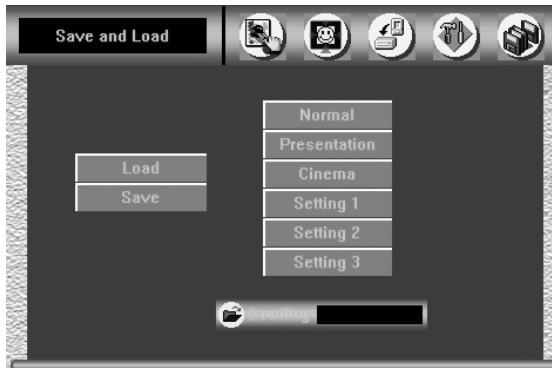 Save and Load
Load
Save
Normal
Presentation
Cinema
Setting 1
Setting 2
Setting 3